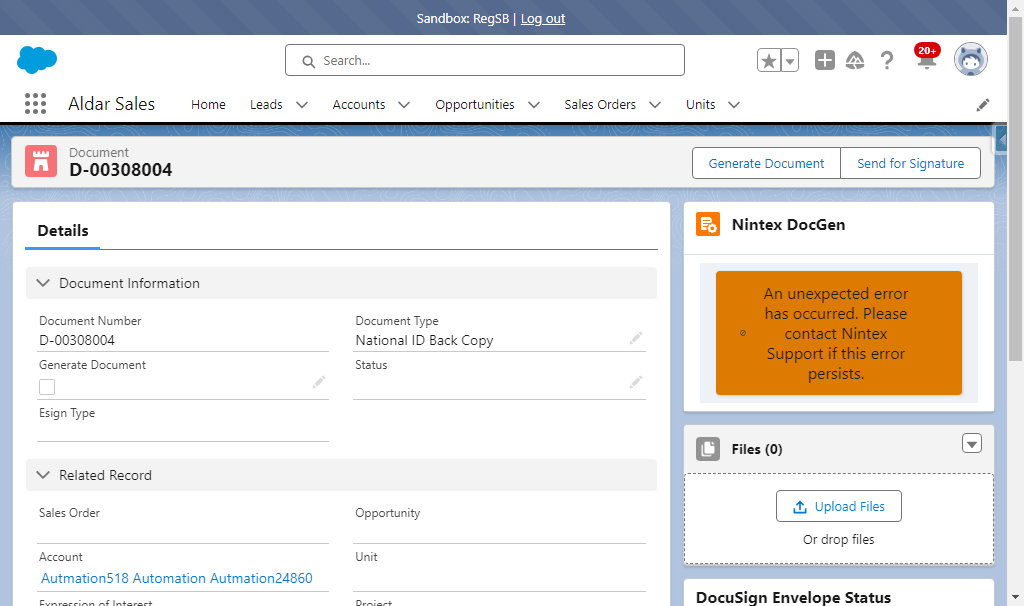 Sandbox: RegSB | Log out
Search...
20+
Aldar Sales
Home
Leads
Accounts
Opportunities
Sales Orders
Units
Document
D-00308004
Generate Document
Send for Signature
Details
Document Information
Document Number
D-00308004
Document Type
National ID Back Copy
Generate Document
Status
Esign Type
Related Record
Sales Order
Opportunity
Account
Autmation518 Automation Autmation24860
Unit
Expression of Interest
Project
Nintex DocGen
An unexpected error
has occurred. Please
contact Nintex
Support if this error
persists.
Files (0)
Upload Files
Or drop files
DocuSign Envelope Status